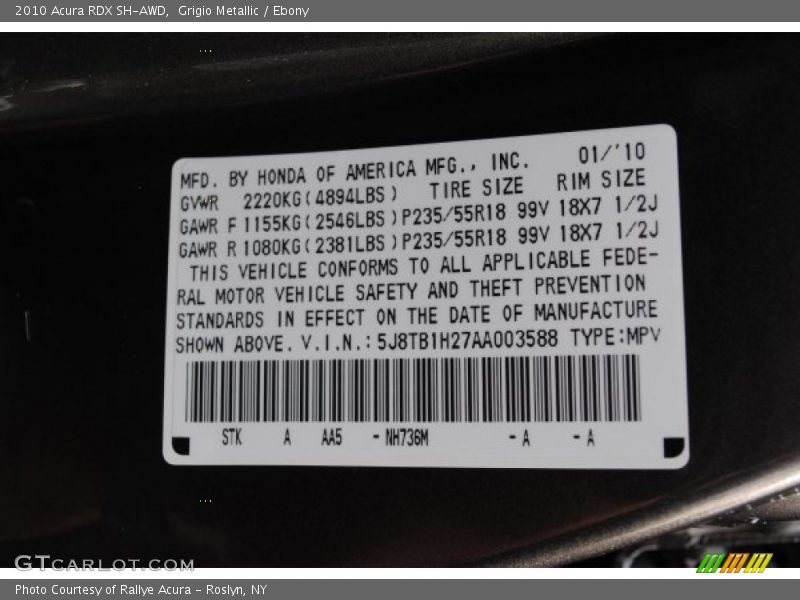 2010 Acura RDX SH-AWD,  Grigio Metallic / Ebony
MFD. BY HONDA OF AMERICA MFG., INC. 01/'10
GVWR 2220KG(4894LBS) TIRE SIZE RIM SIZE
GAWR F 1155KG(2546LBS) P235/55R18 99V 18X7 1/2J
GAWR R 1080KG(2381LBS) P235/55R18 99V 18X7 1/2J
THIS VEHICLE CONFORMS TO ALL APPLICABLE FEDE-
RAL MOTOR VEHICLE SAFETY AND THEFT PREVENTION
STANDARDS IN EFFECT ON THE DATE OF MANUFACTURE
SHOWN ABOVE. V.I.N.: 5J8TB1H27AA003588 TYPE:MPV
STK A AA5 -NH736M -A -A
GTCARLOT.COM
Photo Courtesy of Rallye Acura - Roslyn, NY